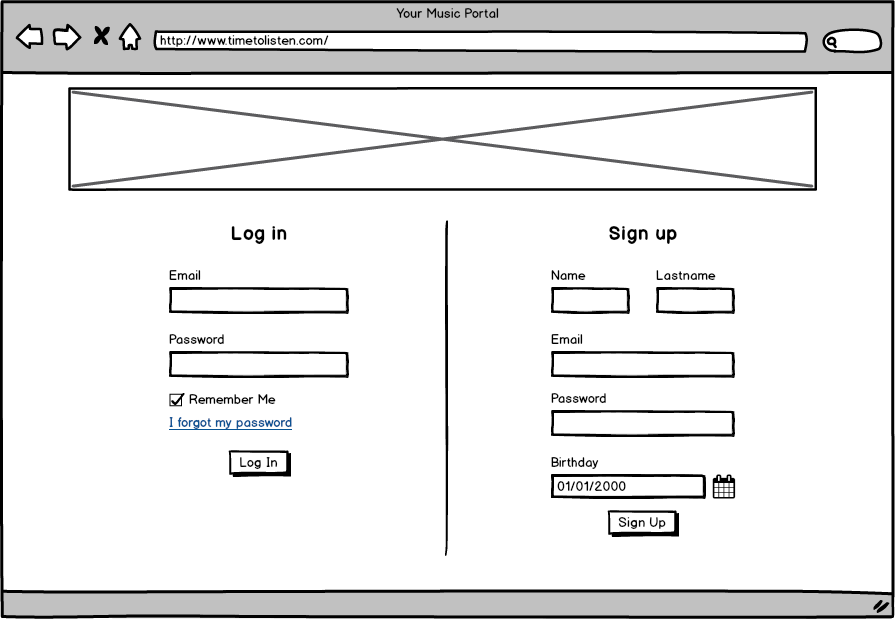 Your Music Portal
http://www.timetolisten.com/
Log in
Email
Password
Remember Me
I forgot my password
Log In
Sign up
Name Lastname
Email
Password
Birthday
01/01/2000
Sign Up